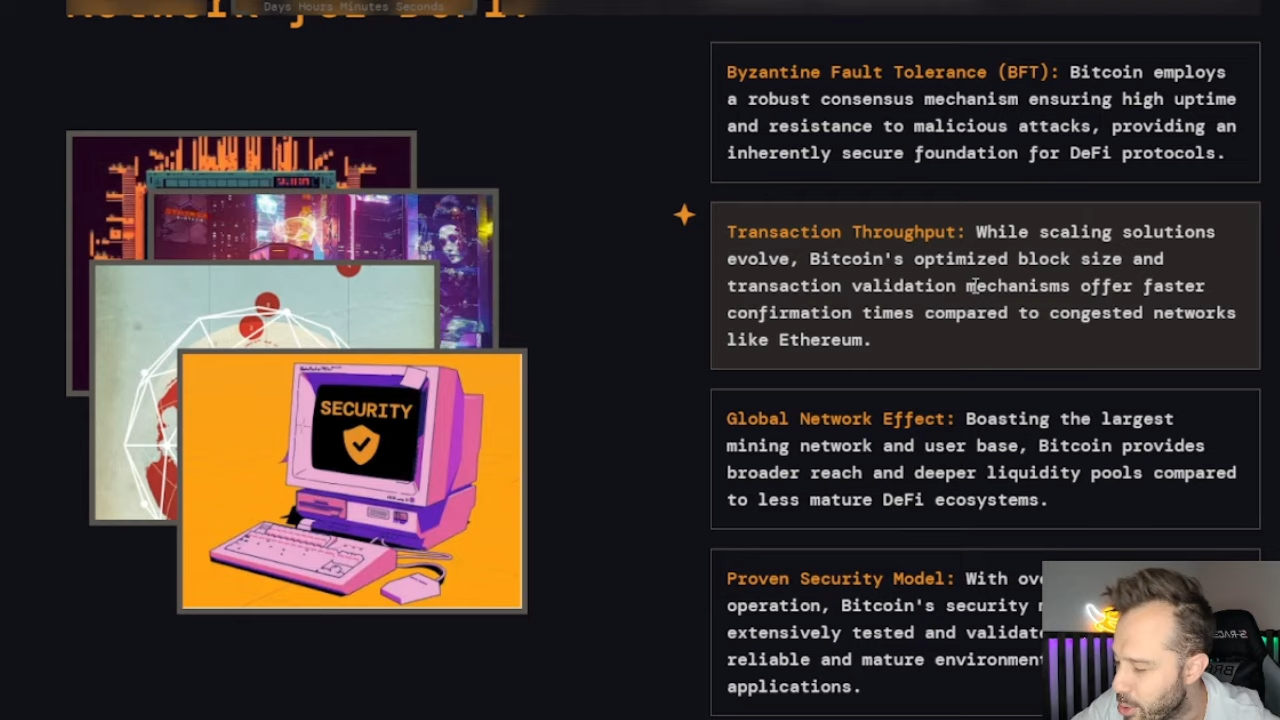 Network for DeFi.
Days Hours Minutes Seconds
Byzantine Fault Tolerance (BFT): Bitcoin employs
a robust consensus mechanism ensuring high uptime
and resistance to malicious attacks, providing an
inherently secure foundation for DeFi protocols.
Transaction Throughput: While scaling solutions
evolve, Bitcoin's optimized block size and
transaction validation mechanisms offer faster
confirmation times compared to congested networks
like Ethereum.
Global Network Effect: Boasting the largest
mining network and user base, Bitcoin provides
broader reach and deeper liquidity pools compared
to less mature DeFi ecosystems.
SECURITY
Proven Security Model: With
operation, Bitcoin's security
extensively tested and
reliable and mature environment
applications.